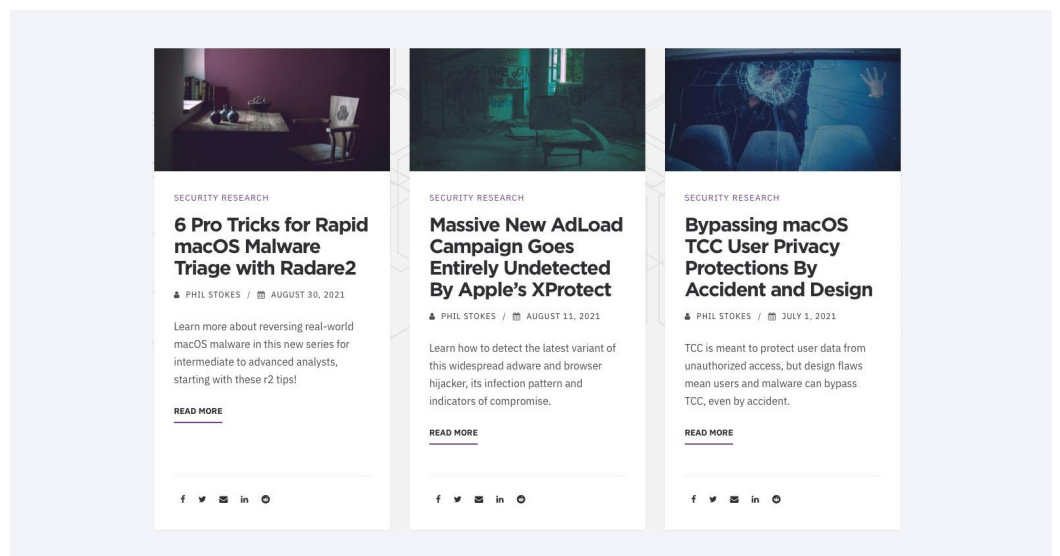 SECURITY RESEARCH
6 Pro Tricks for Rapid
macOS Malware
Triage with Radare2
PHIL STOKES / AUGUST 30, 2021
Learn more about reversing real-world
macOS malware in this new series for
intermediate to advanced analysts,
starting with these r2 tips!
READ MORE
SECURITY RESEARCH
Massive New AdLoad
Campaign Goes
Entirely Undetected
By Apple’s XProtect
PHIL STOKES / AUGUST 11, 2021
Learn how to detect the latest variant of
this widespread adware and browser
hijacker, its infection pattern and
indicators of compromise.
READ MORE
SECURITY RESEARCH
Bypassing macOS
TCC User Privacy
Protections By
Accident and Design
PHIL STOKES / JULY 1, 2021
TCC is meant to protect user data from
unauthorized access, but design flaws
mean users and malware can bypass
TCC, even by accident.
READ MORE